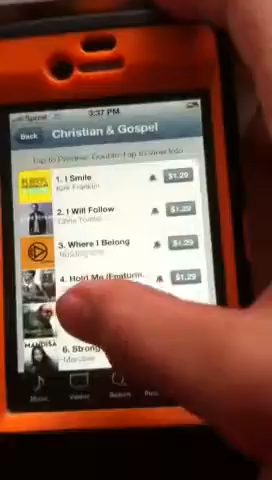 Sprint
3:37 PM
Back
Christian & Gospel
Tap to Preview, Double-Tap to View Info
1. I Smile
Kirk Franklin
$1.29
2. I Will Follow
Chris Tomlin
$1.29
3. Where I Belong
Building 429
$1.29
4. Hold Me (Featurin...
$1.29
MANDISA
6. Strong
Mandisa
Music
Videos
Search